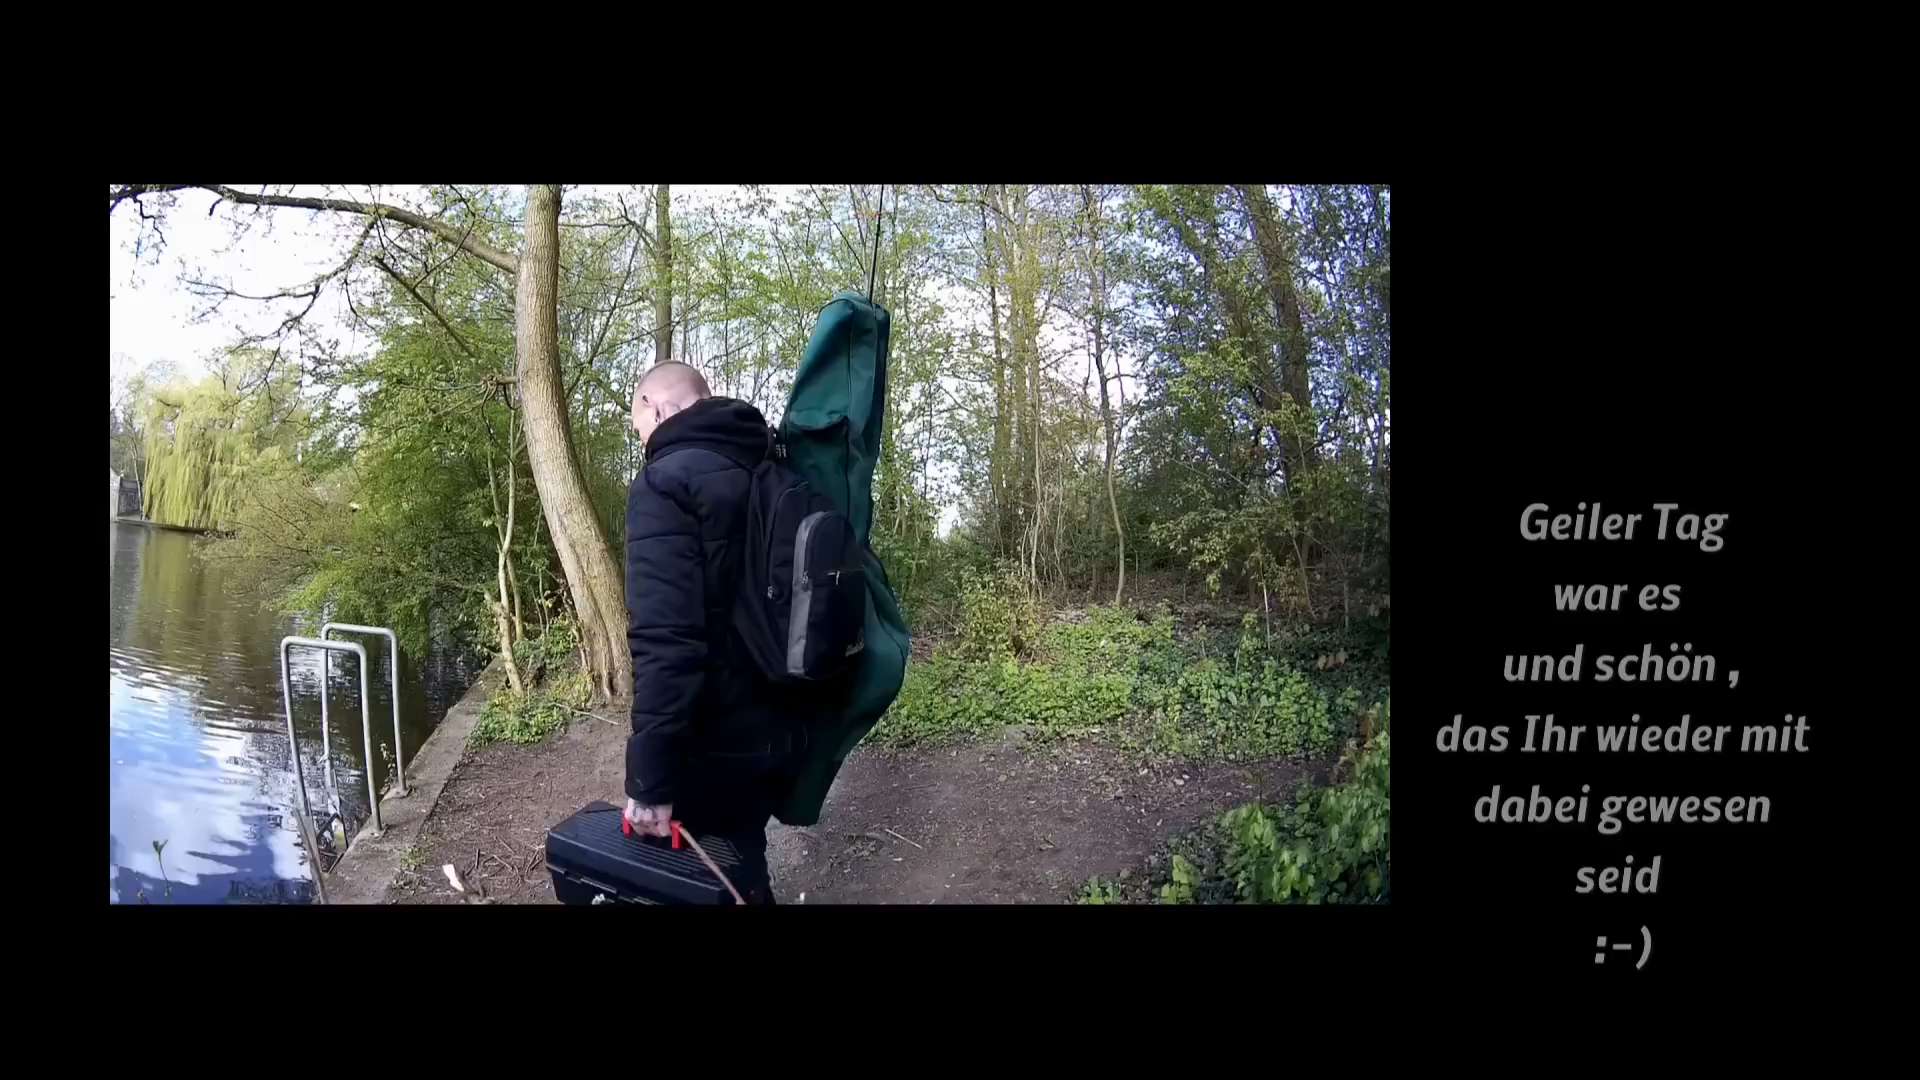 Geiler Tag
war es
und schön ,
das Ihr wieder mit
dabei gewesen
seid
:-)